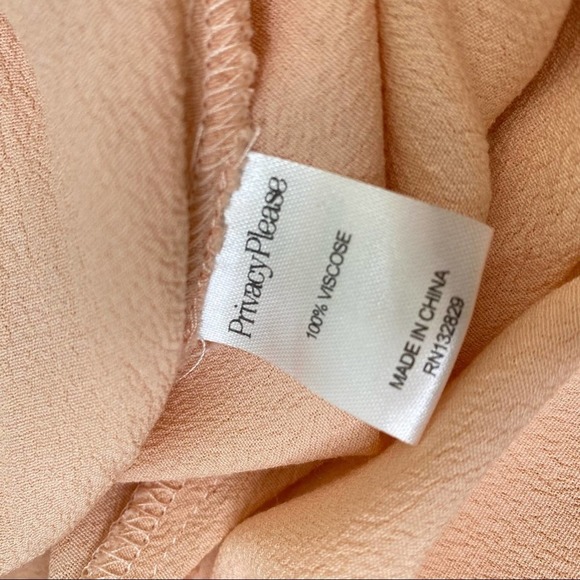 PrivacyPlease
100% VISCOSE
MADE IN CHINA
RN132829